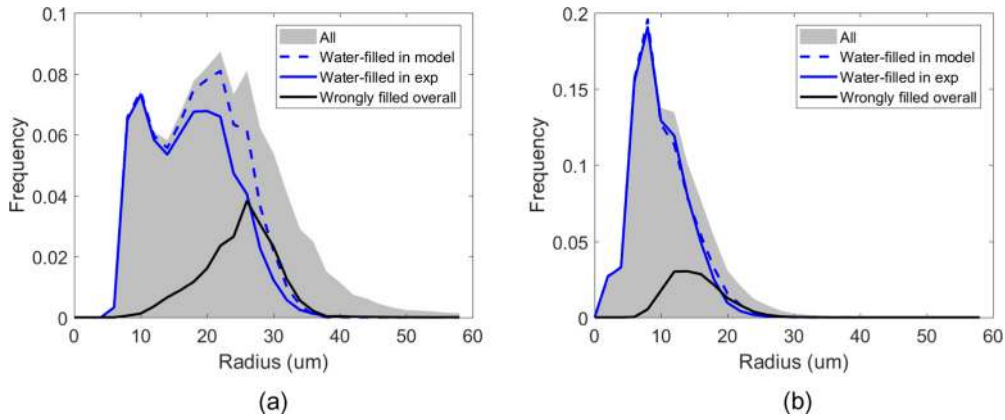 0.1
0.08
0.06
0.04
0.02
0
Frequency
0 10 20 30 40 50 60
Radius (um)
All
Water-filled in model
Water-filled in exp
Wrongly filled overall
(a)
0.2
0.15
0.1
0.05
0
Frequency
0 10 20 30 40 50 60
Radius (um)
All
Water-filled in model
Water-filled in exp
Wrongly filled overall
(b)